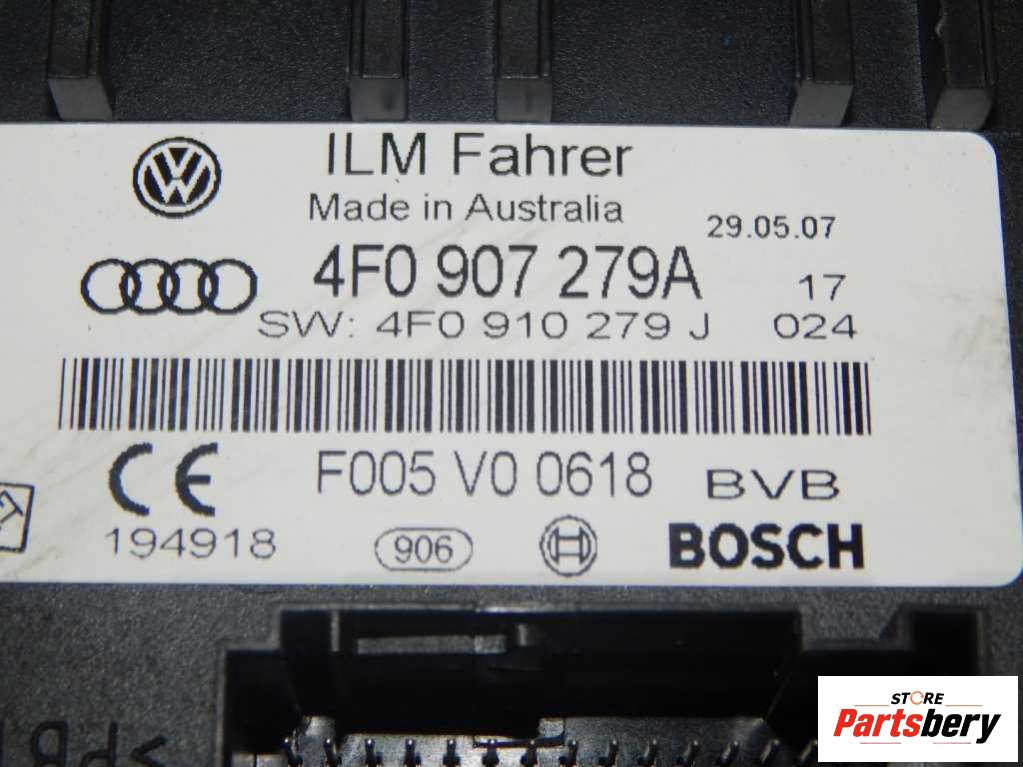 ILM Fahrer
Made in Australia
29.05.07
4F0 907 279A
17
SW: 4F0 910 279 J 024
CE
F005 V0 0618 BVB
194918
906
BOSCH
STORE
Partsbery